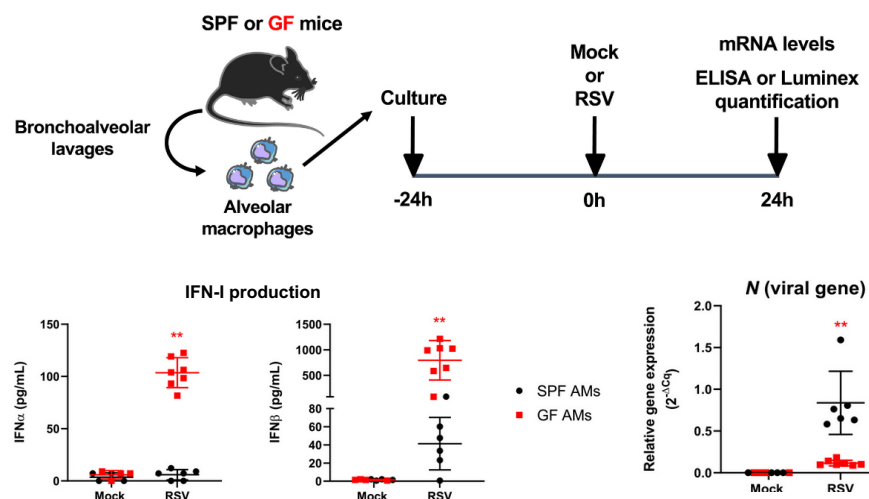 SPF or GF mice
Bronchoalveolar
lavages
Alveolar
macrophages
Culture
Mock
or
RSV
mRNA levels
ELISA or Luminex
quantification
-24h
0h
24h
IFN-I production
IFNα (pg/mL)
150
100
50
0
**
Mock
RSV
IFNβ (pg/mL)
1500
1000
500
80
60
40
20
0
**
Mock
RSV
SPF AMs
GF AMs
N (viral gene)
Relative gene expression
(2^-ΔCq)
2.0
1.5
1.0
0.5
0.0
**
Mock
RSV